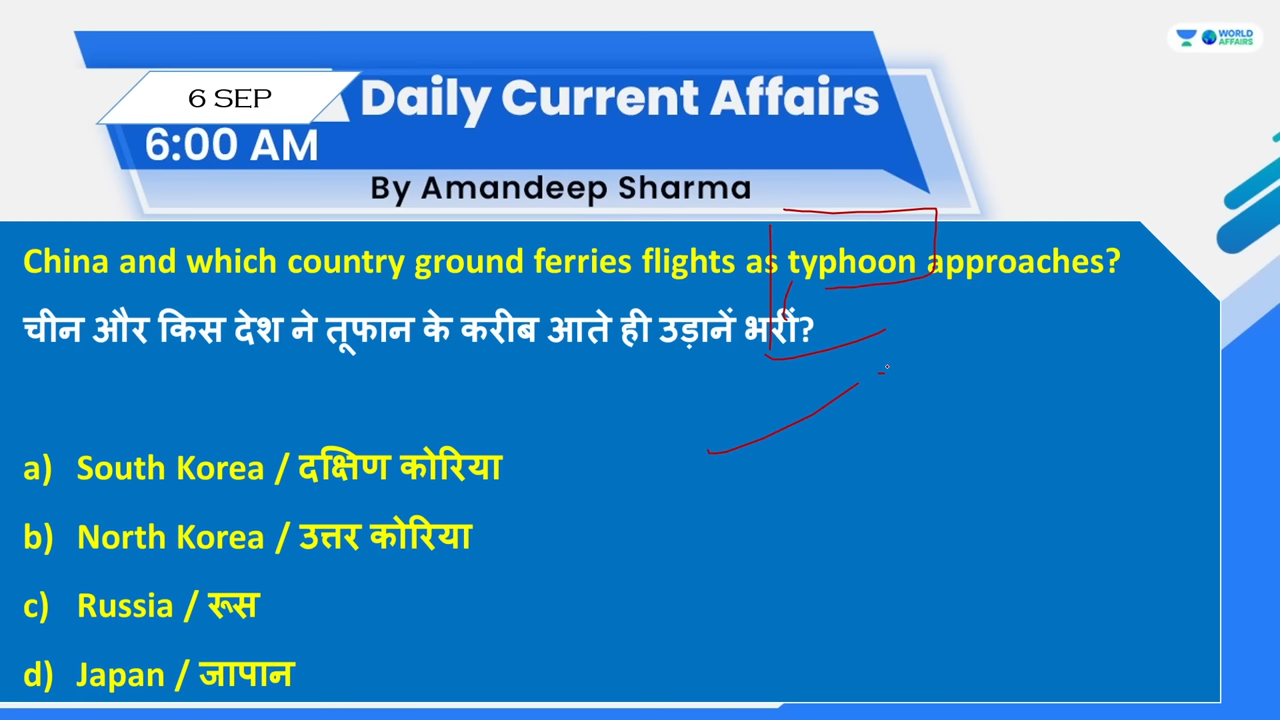 WORLD
AFFAIRS
6 SEP
Daily Current Affairs
6:00 AM
By Amandeep Sharma
China and which country ground ferries flights as typhoon approaches?
चीन और किस देश ने तूफान के करीब आते ही उड़ानें भरीं?
a) South Korea / दक्षिण कोरिया
b) North Korea / उत्तर कोरिया
c) Russia / रूस
d) Japan / जापान